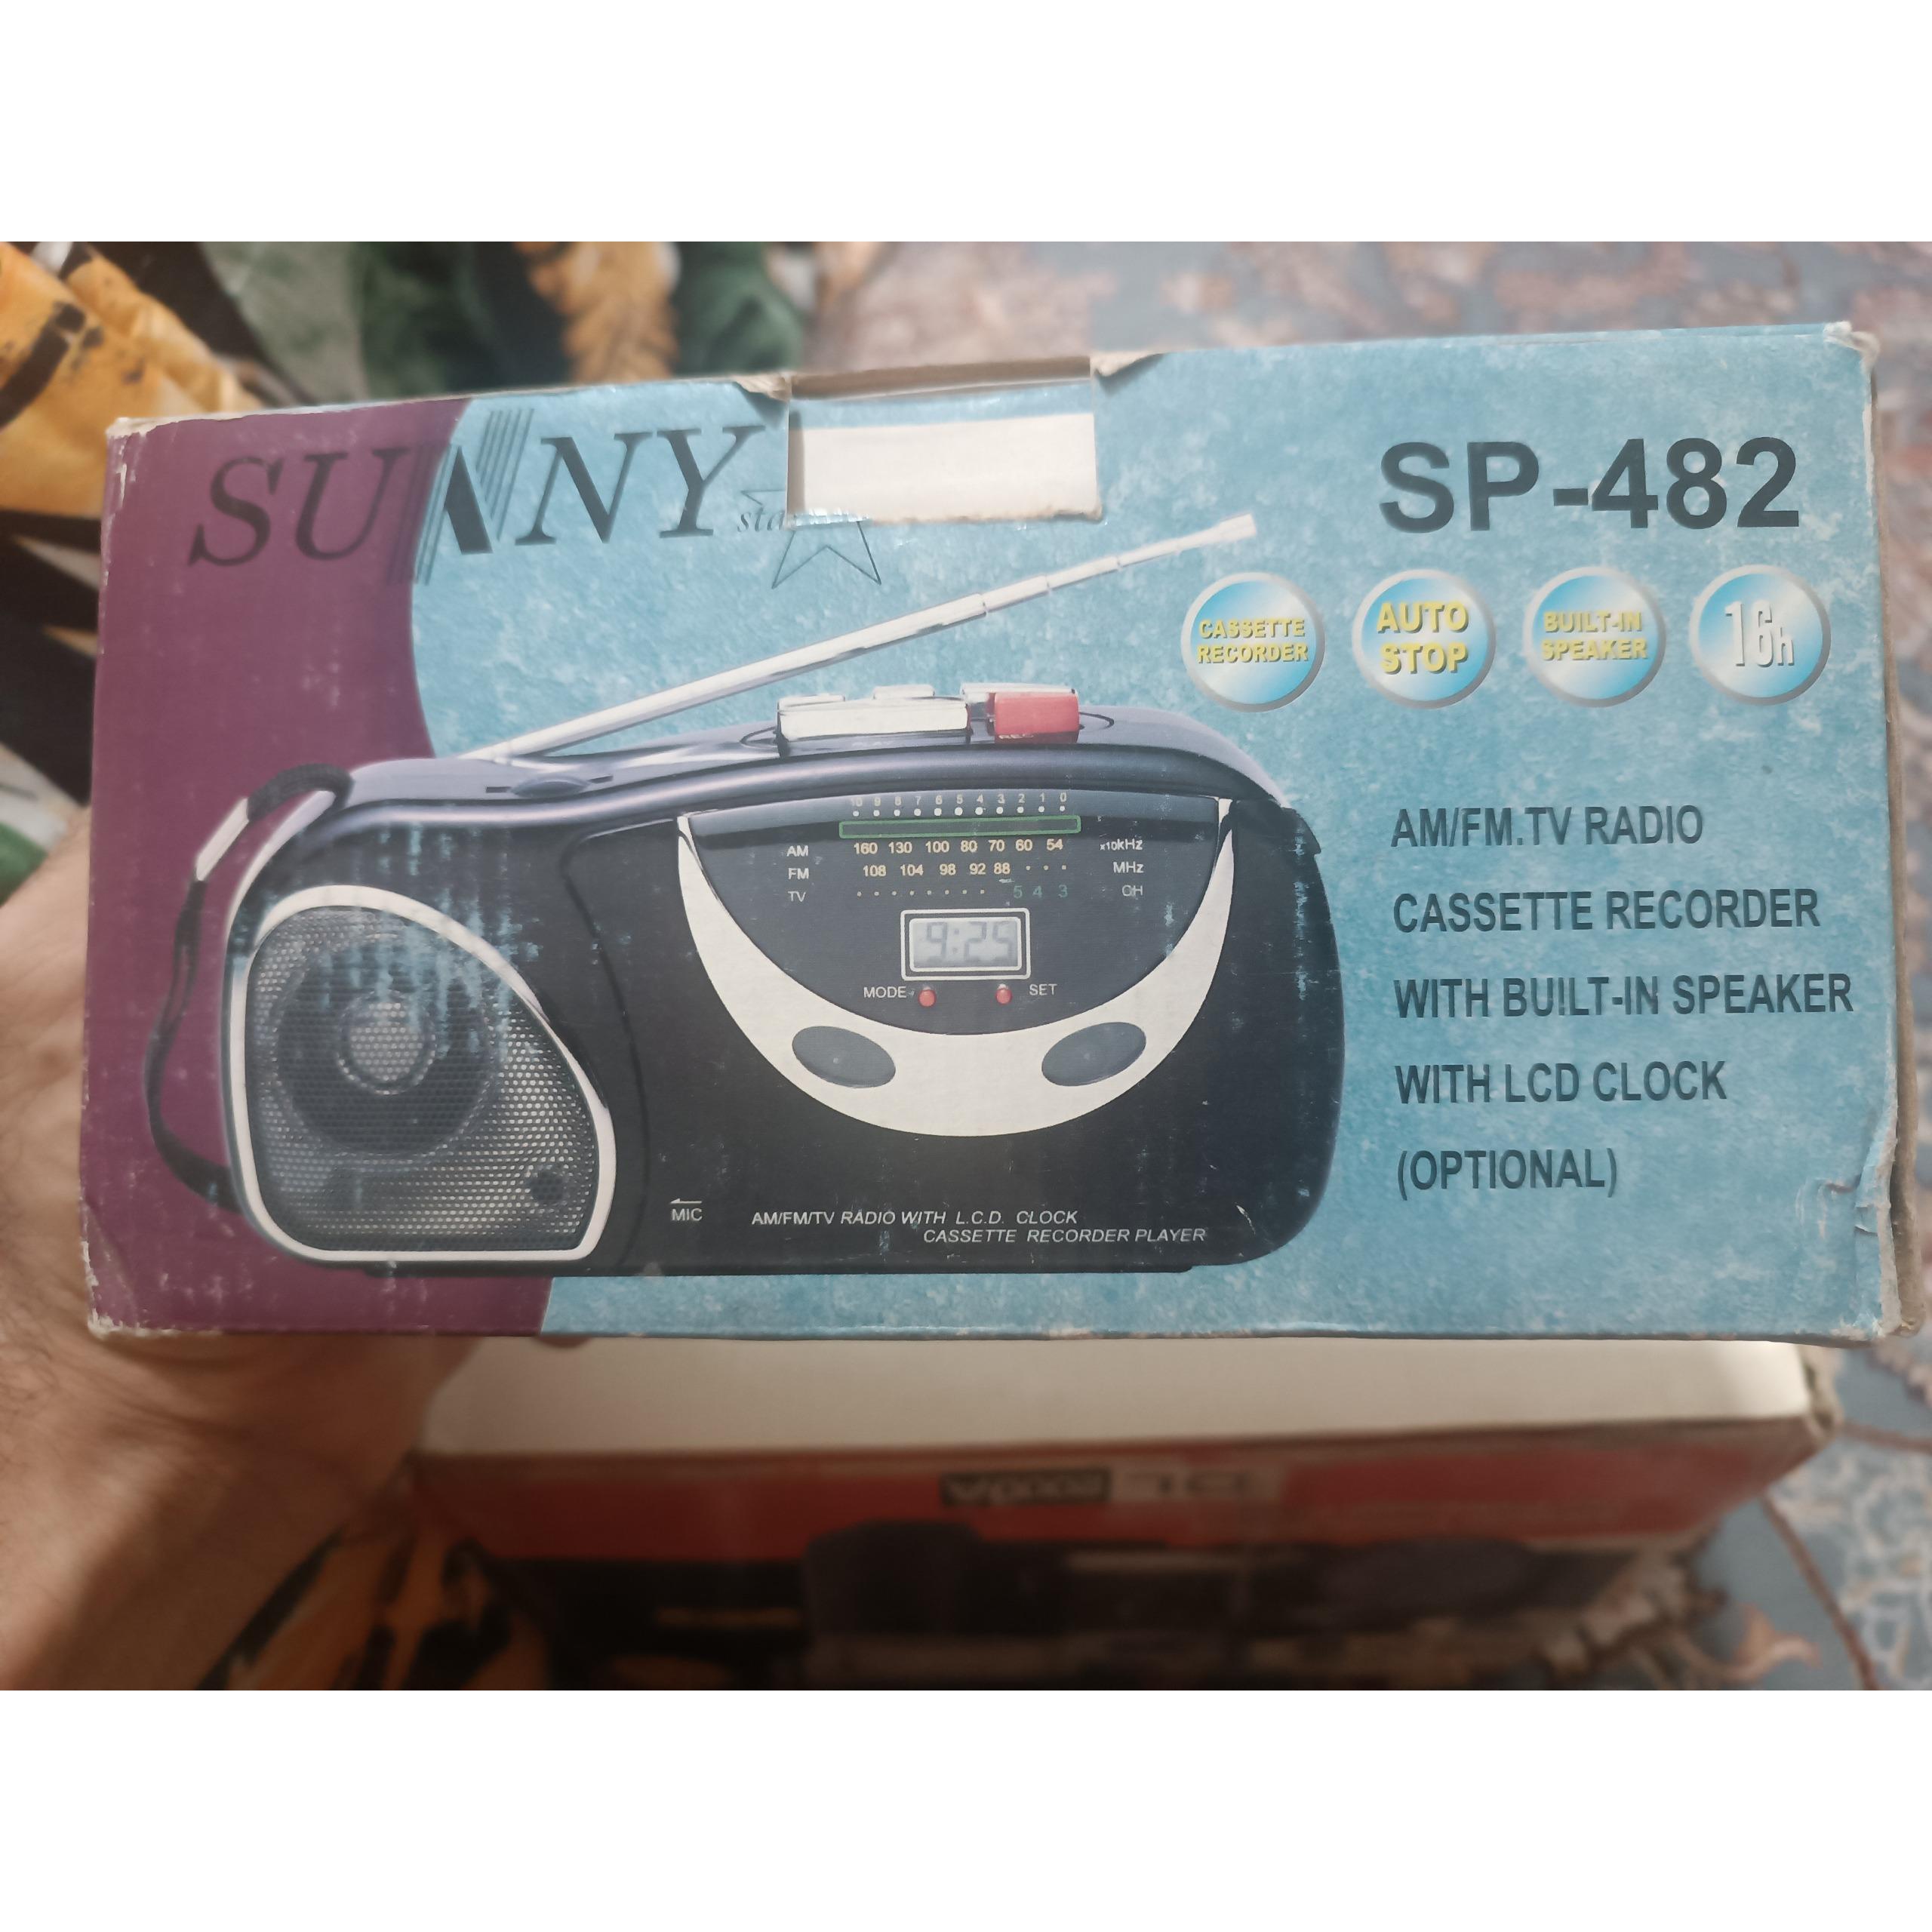 SUNNY
star
SP-482
CASSETTE
RECORDER
AUTO
STOP
BUILT-IN
SPEAKER
16h
REC
10 9 8 7 6 5 4 3 2 1 0
AM 160 130 100 80 70 60 54 x10kHz
FM 108 104 98 92 88 MHz
TV 5 4 3 CH
9:25
MODE SET
MIC
AM/FM/TV RADIO WITH L.C.D. CLOCK
CASSETTE RECORDER PLAYER
AM/FM.TV RADIO
CASSETTE RECORDER
WITH BUILT-IN SPEAKER
WITH LCD CLOCK
(OPTIONAL)